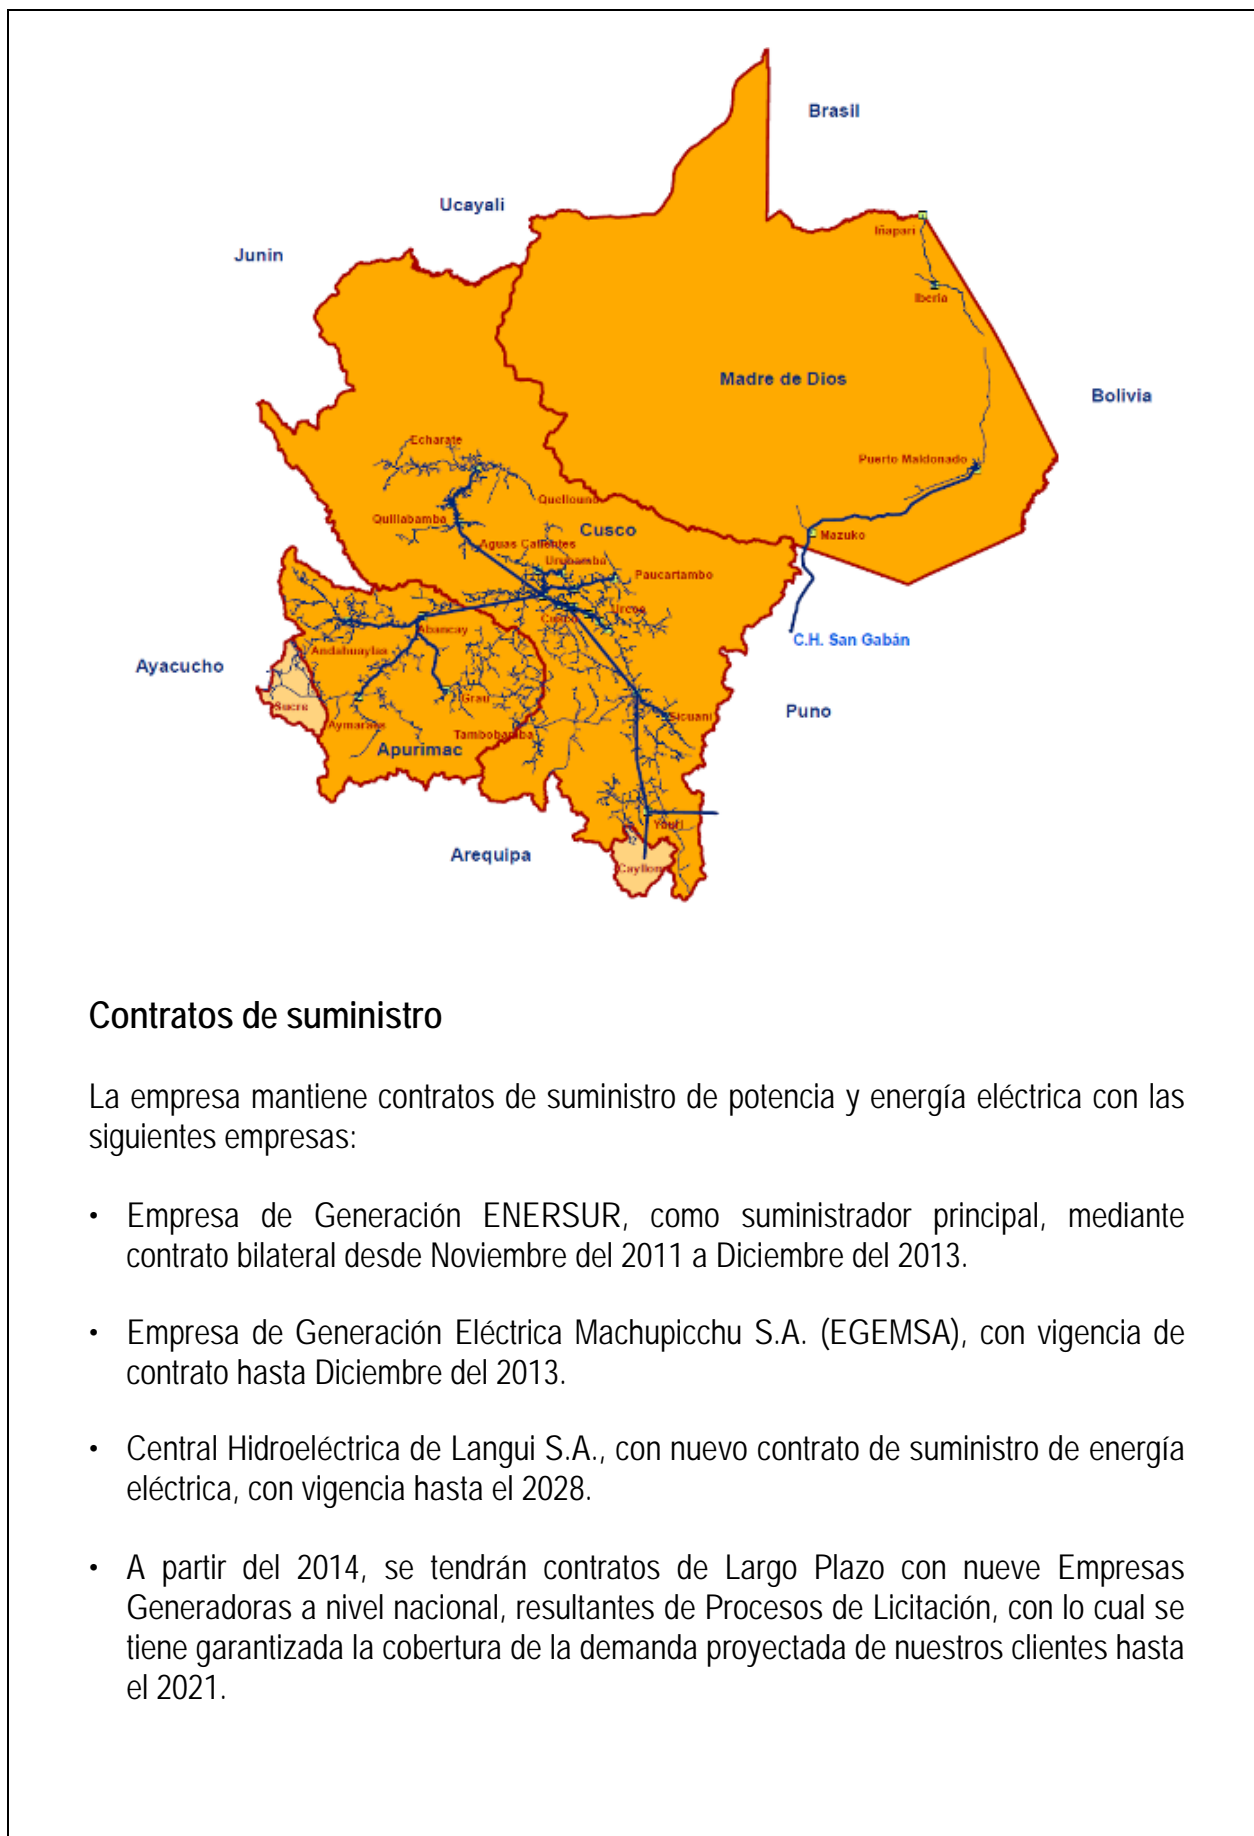 Brasil
Ucayali
Junin
Iñapari
Iberia
Madre de Dios
Bolivia
Echarate
Puerto Maldonado
Quellouno
Quillabamba
Cusco
Mazuko
Aguas Calientes
Urubamba
Paucartambo
Urcos
Cusco
Abancay
C.H. San Gabán
Andahuaylas
Ayacucho
Grau
Sucre
Puno
Sicuani
Aymaraes
Tambobamba
Apurimac
Yauri
Arequipa
Caylloma
Contratos de suministro
La empresa mantiene contratos de suministro de potencia y energía eléctrica con las
siguientes empresas:
• Empresa de Generación ENERSUR, como suministrador principal, mediante
contrato bilateral desde Noviembre del 2011 a Diciembre del 2013.
• Empresa de Generación Eléctrica Machupicchu S.A. (EGEMSA), con vigencia de
contrato hasta Diciembre del 2013.
• Central Hidroeléctrica de Langui S.A., con nuevo contrato de suministro de energía
eléctrica, con vigencia hasta el 2028.
• A partir del 2014, se tendrán contratos de Largo Plazo con nueve Empresas
Generadoras a nivel nacional, resultantes de Procesos de Licitación, con lo cual se
tiene garantizada la cobertura de la demanda proyectada de nuestros clientes hasta
el 2021.